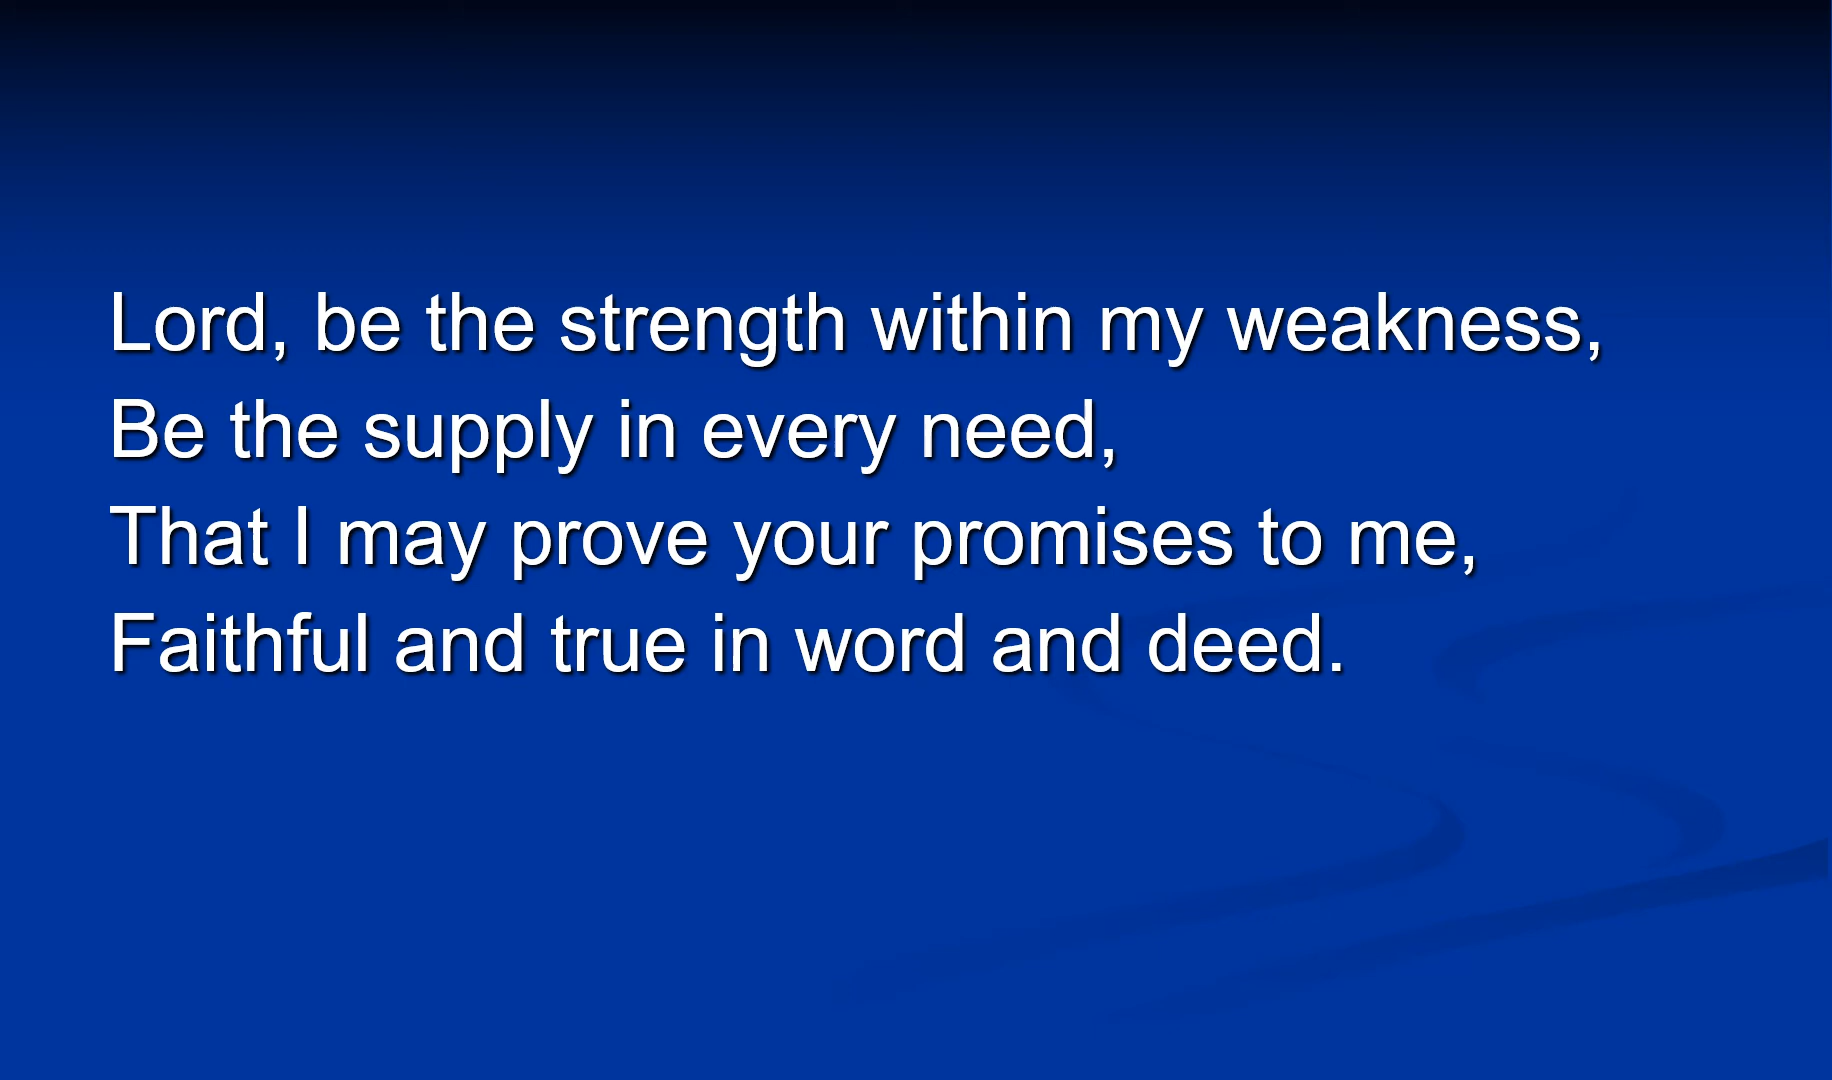 Lord, be the strength within my weakness,
Be the supply in every need,
That I may prove your promises to me,
Faithful and true in word and deed.